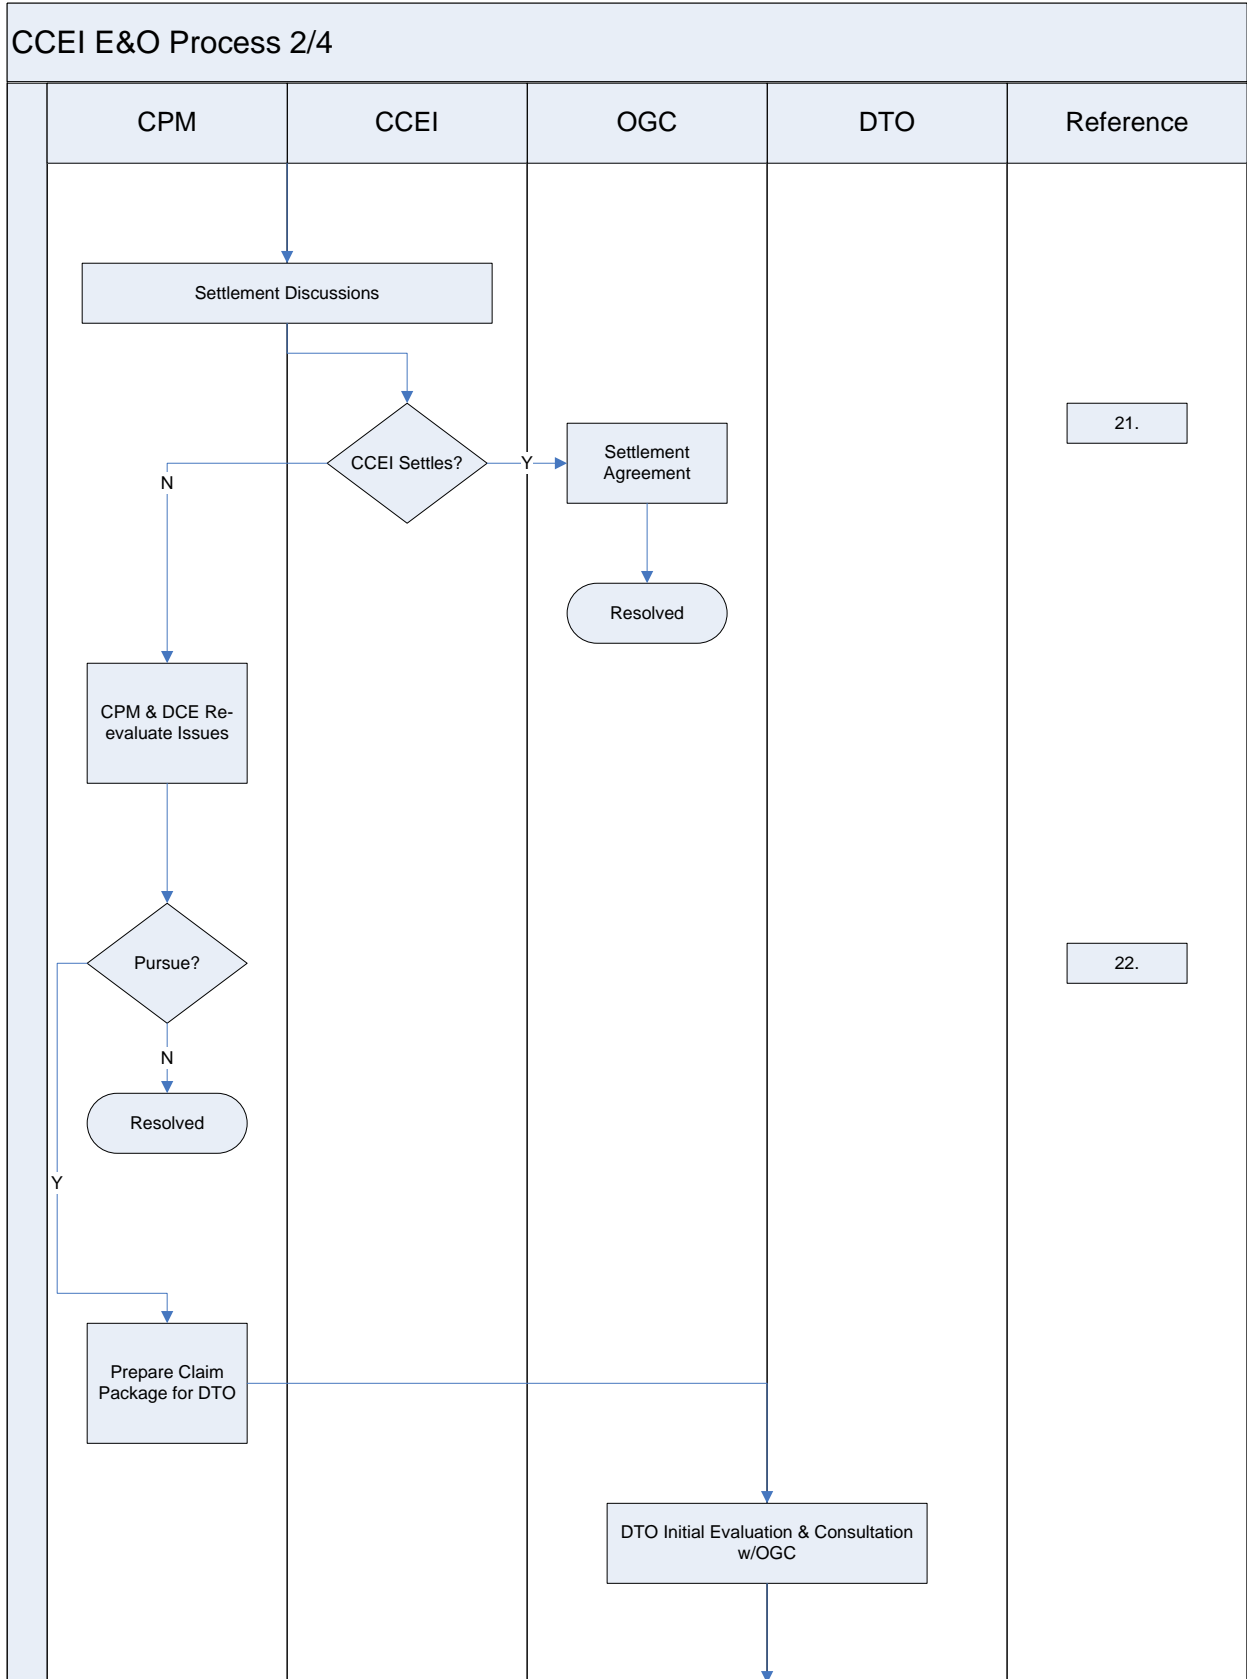 CCEI E&O Process 2/4
CPM
CCEI
OGC
DTO
Reference
Settlement Discussions
21.
CCEI Settles?
Y
Settlement
Agreement
N
Resolved
CPM & DCE Re-
evaluate Issues
Pursue?
22.
N
Resolved
Y
Prepare Claim
Package for DTO
DTO Initial Evaluation & Consultation
w/OGC